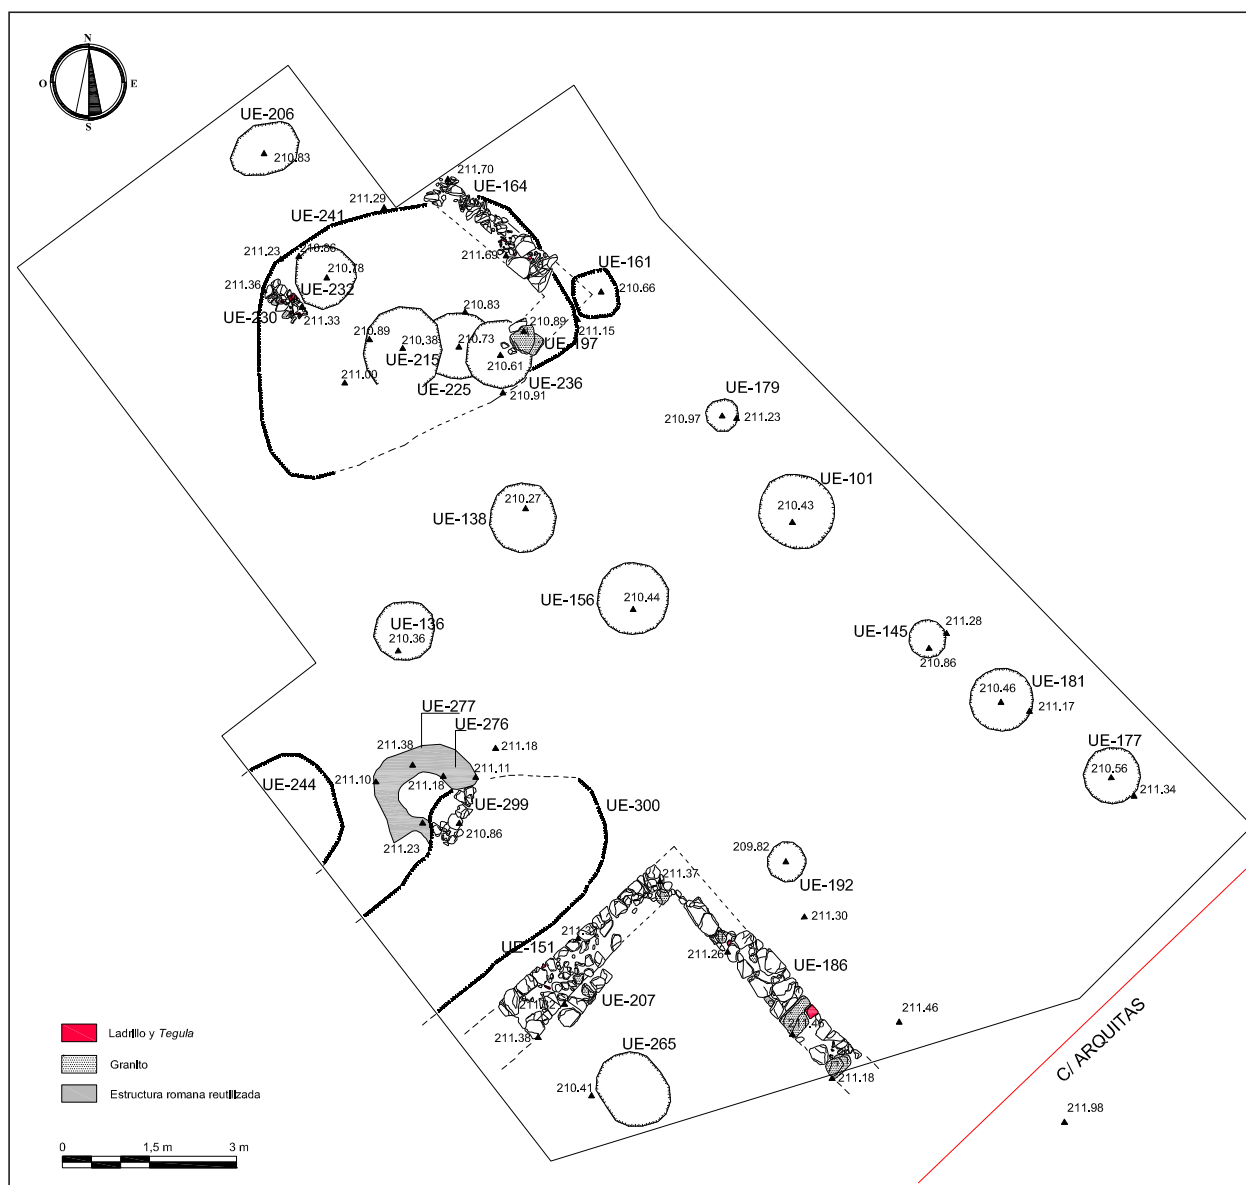 N
O E
S
UE-206
210.83
211.70
UE-164
211.29
UE-241
211.23
210.86
211.69
UE-161
210.78
211.36
UE-232
210.66
UE-230
211.33
210.83
210.89
211.15
210.89
210.38
210.73
UE-197
UE-215
210.61
211.00
UE-225
UE-236
210.91
UE-179
210.97
211.23
UE-101
210.27
210.43
UE-138
UE-156
210.44
UE-136
210.36
UE-145
211.28
210.86
UE-181
210.46
211.17
UE-277
UE-276
UE-177
211.38
211.18
210.56
UE-244
211.10
211.18
211.11
211.34
UE-299
UE-300
211.23
210.86
209.82
211.37
UE-192
211.30
UE-151
211.26
UE-186
UE-207
211.38
211.46
UE-265
211.18
210.41
C/ ARQUITAS
211.98
Ladrillo y Tegula
Granito
Estructura romana reutilizada
0 1,5 m 3 m